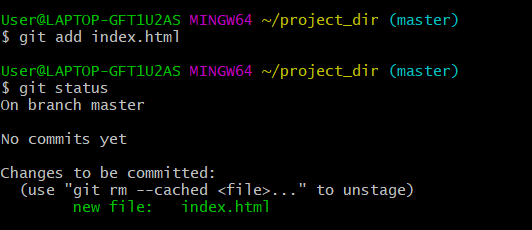 User@LAPTOP-GFT1U2AS MINGW64 ~/project_dir (master)
$ git add index.html
User@LAPTOP-GFT1U2AS MINGW64 ~/project_dir (master)
$ git status
On branch master
No commits yet
Changes to be committed:
  (use "git rm --cached <file>..." to unstage)
        new file:   index.html